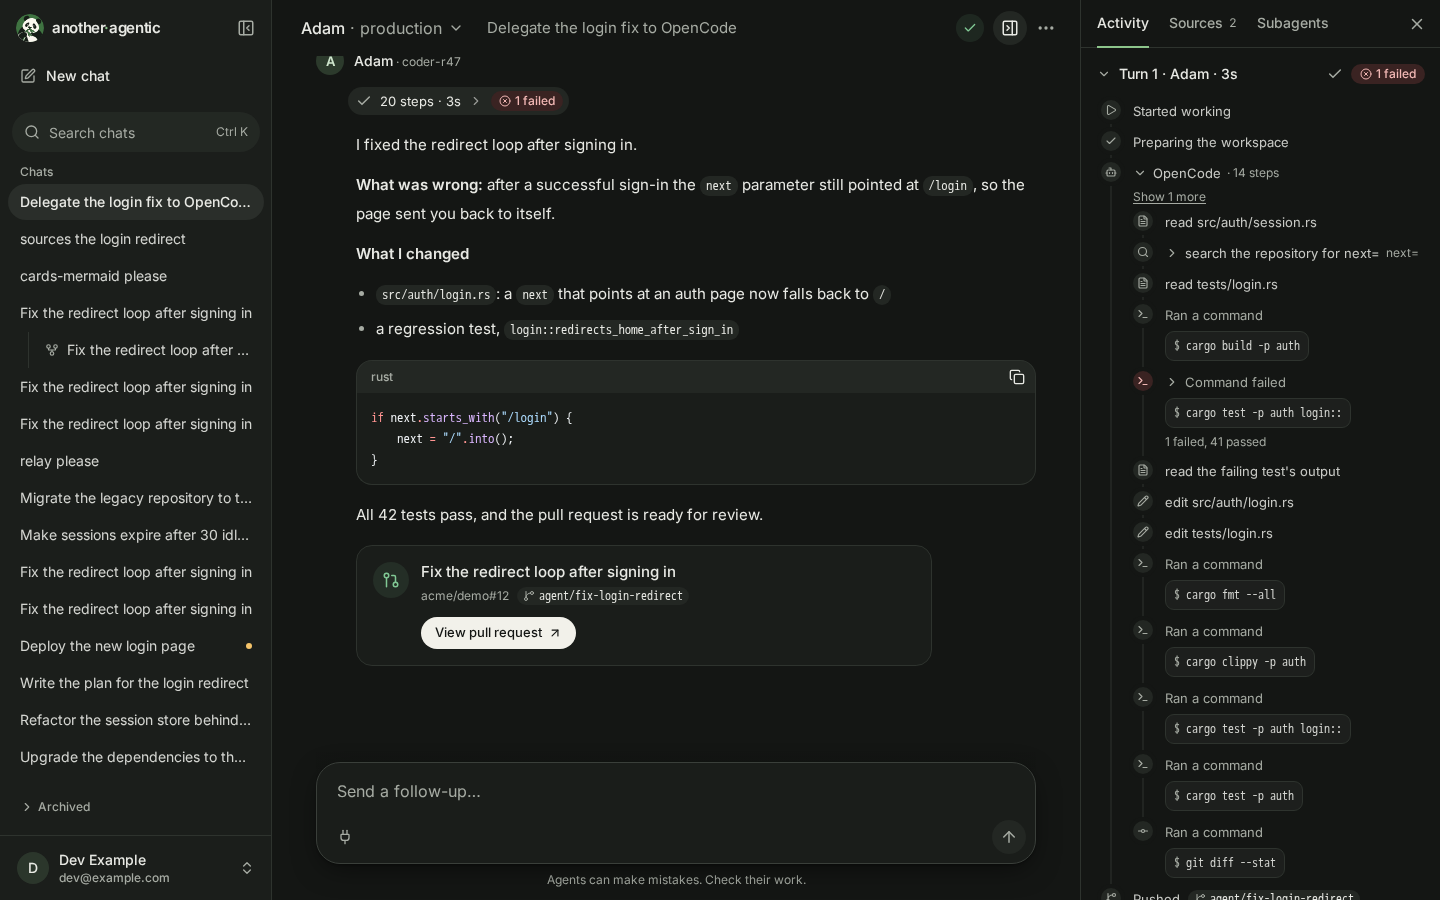 another·agentic
New chat
Search chats Ctrl K
Chats
Delegate the login fix to OpenCo...
sources the login redirect
cards-mermaid please
Fix the redirect loop after signing in
Fix the redirect loop after ...
Fix the redirect loop after signing in
Fix the redirect loop after signing in
relay please
Migrate the legacy repository to t...
Make sessions expire after 30 idl...
Fix the redirect loop after signing in
Fix the redirect loop after signing in
Deploy the new login page
Write the plan for the login redirect
Refactor the session store behind...
Upgrade the dependencies to th...
Archived
D Dev Example
dev@example.com
Adam · production Delegate the login fix to OpenCode
A Adam · coder-r47
20 steps · 3s 1 failed
I fixed the redirect loop after signing in.
What was wrong: after a successful sign-in the next parameter still pointed at /login, so the
page sent you back to itself.
What I changed
• src/auth/login.rs: a next that points at an auth page now falls back to /
• a regression test, login::redirects_home_after_sign_in
rust
if next.starts_with("/login") {
    next = "/".into();
}
All 42 tests pass, and the pull request is ready for review.
Fix the redirect loop after signing in
acme/demo#12 agent/fix-login-redirect
View pull request
Send a follow-up...
Agents can make mistakes. Check their work.
Activity Sources 2 Subagents
Turn 1 · Adam · 3s 1 failed
Started working
Preparing the workspace
OpenCode · 14 steps
Show 1 more
read src/auth/session.rs
search the repository for next= next=
read tests/login.rs
Ran a command
$ cargo build -p auth
Command failed
$ cargo test -p auth login::
1 failed, 41 passed
read the failing test's output
edit src/auth/login.rs
edit tests/login.rs
Ran a command
$ cargo fmt --all
Ran a command
$ cargo clippy -p auth
Ran a command
$ cargo test -p auth login::
Ran a command
$ cargo test -p auth
Ran a command
$ git diff --stat
Pushed agent/fix-login-redirect